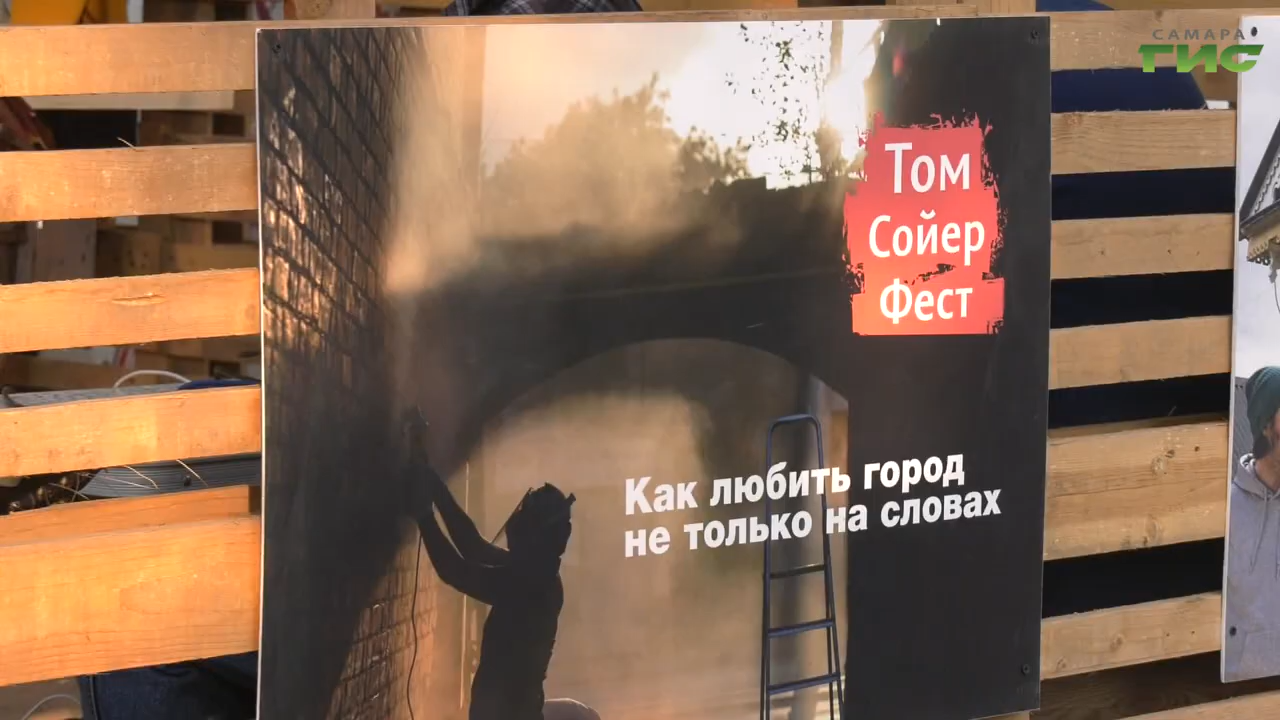 САМАРА
ГИС
Том
Сойер
Фест
Как любить город
не только на словах